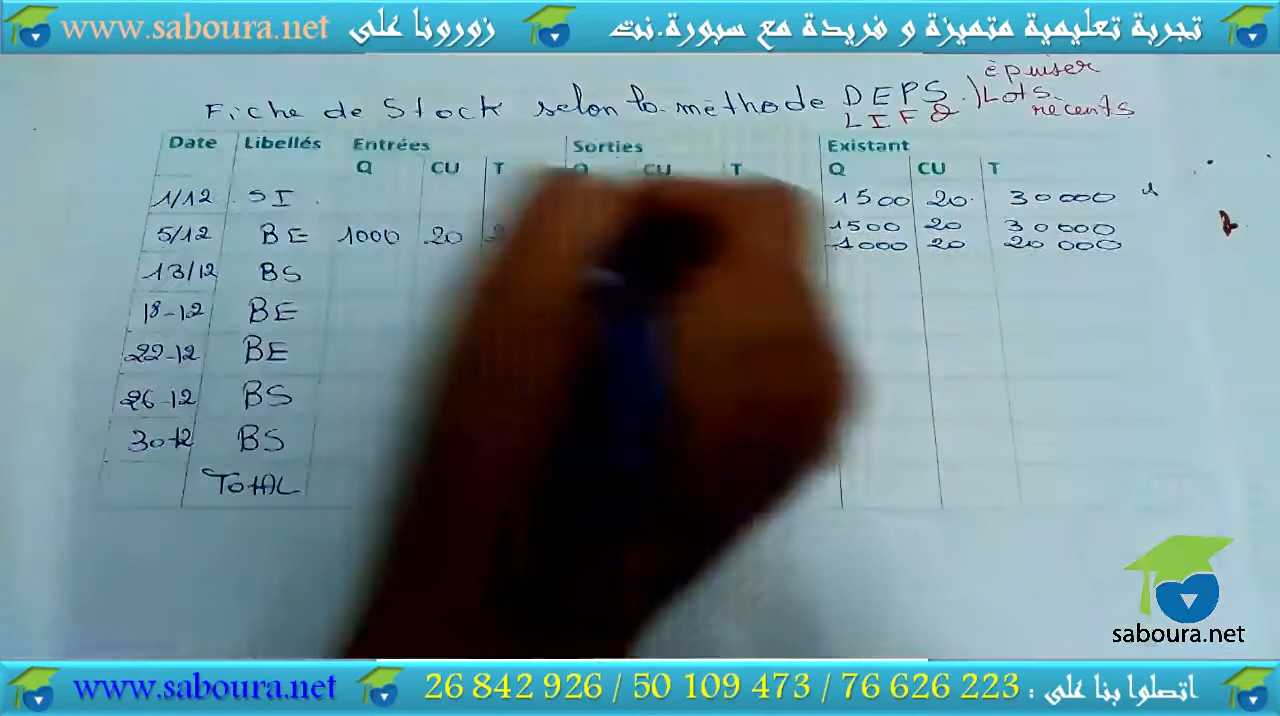 www.saboura.net تجربة تعليمية متميزة و فريدة مع سبورة.نت زورونا على
épuiser
Fiche de Stock selon la méthode DEPS.) Lots
LIFO récents
Date Libellés Entrées Sorties Existant
Q CU T Q CU T Q CU T
1/12 SI 1500 20 30000
5/12 BE 1000 20 1500 20 30000
1000 20 20 000
13/12 BS
18-12 BE
22-12 BE
26-12 BS
30-12 BS
TOTAL
saboura.net
www.saboura.net اتصلوا بنا على : 26 842 926 / 50 109 473 / 76 626 223